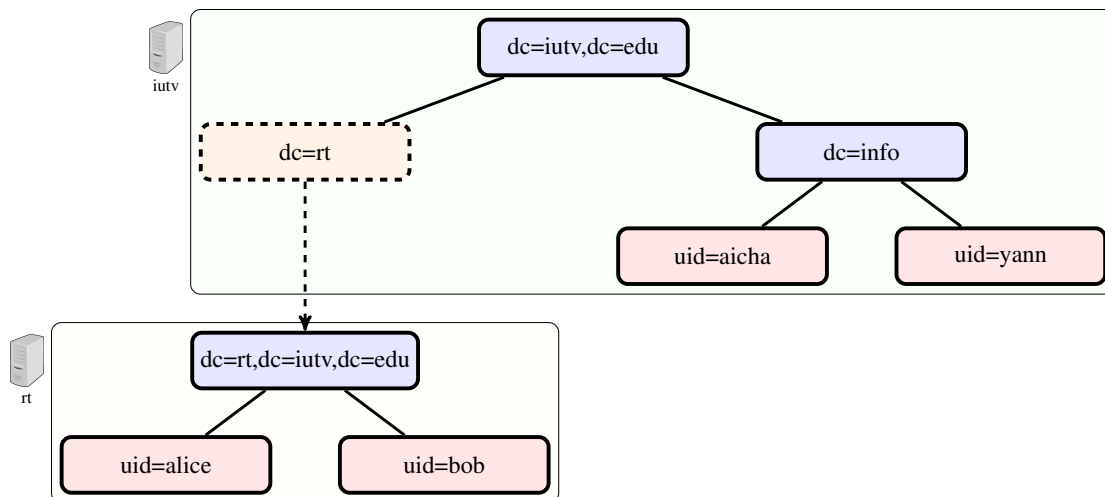 dc=iutv,dc=edu
iutv
dc=rt
dc=info
uid=aicha
uid=yann
dc=rt,dc=iutv,dc=edu
rt
uid=alice
uid=bob